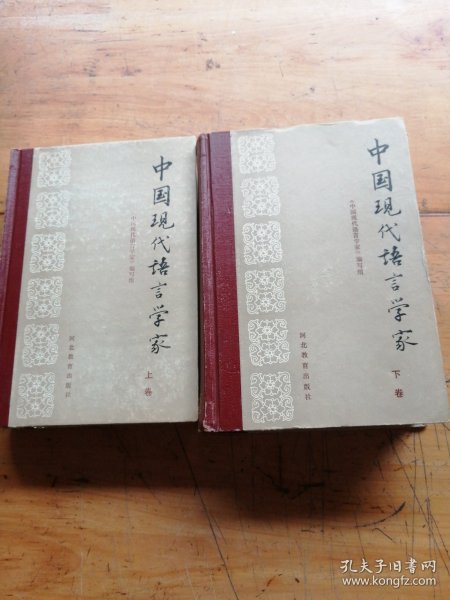 中国现代语言学家
《中国现代语言学家》编写组
河北教育出版社
上卷
中国现代语言学家
《中国现代语言学家》编写组
河北教育出版社
下卷
孔夫子旧书网
www.kongfz.com